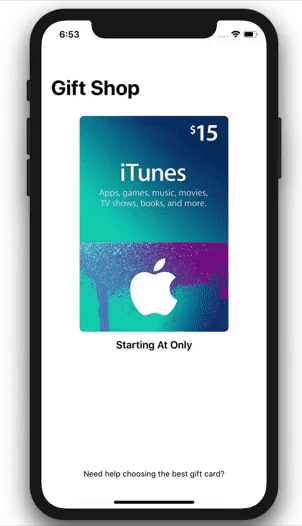 6:53
Gift Shop
$15
iTunes
Apps, games, music, movies,
TV shows, books, and more.
Starting At Only
Need help choosing the best gift card?